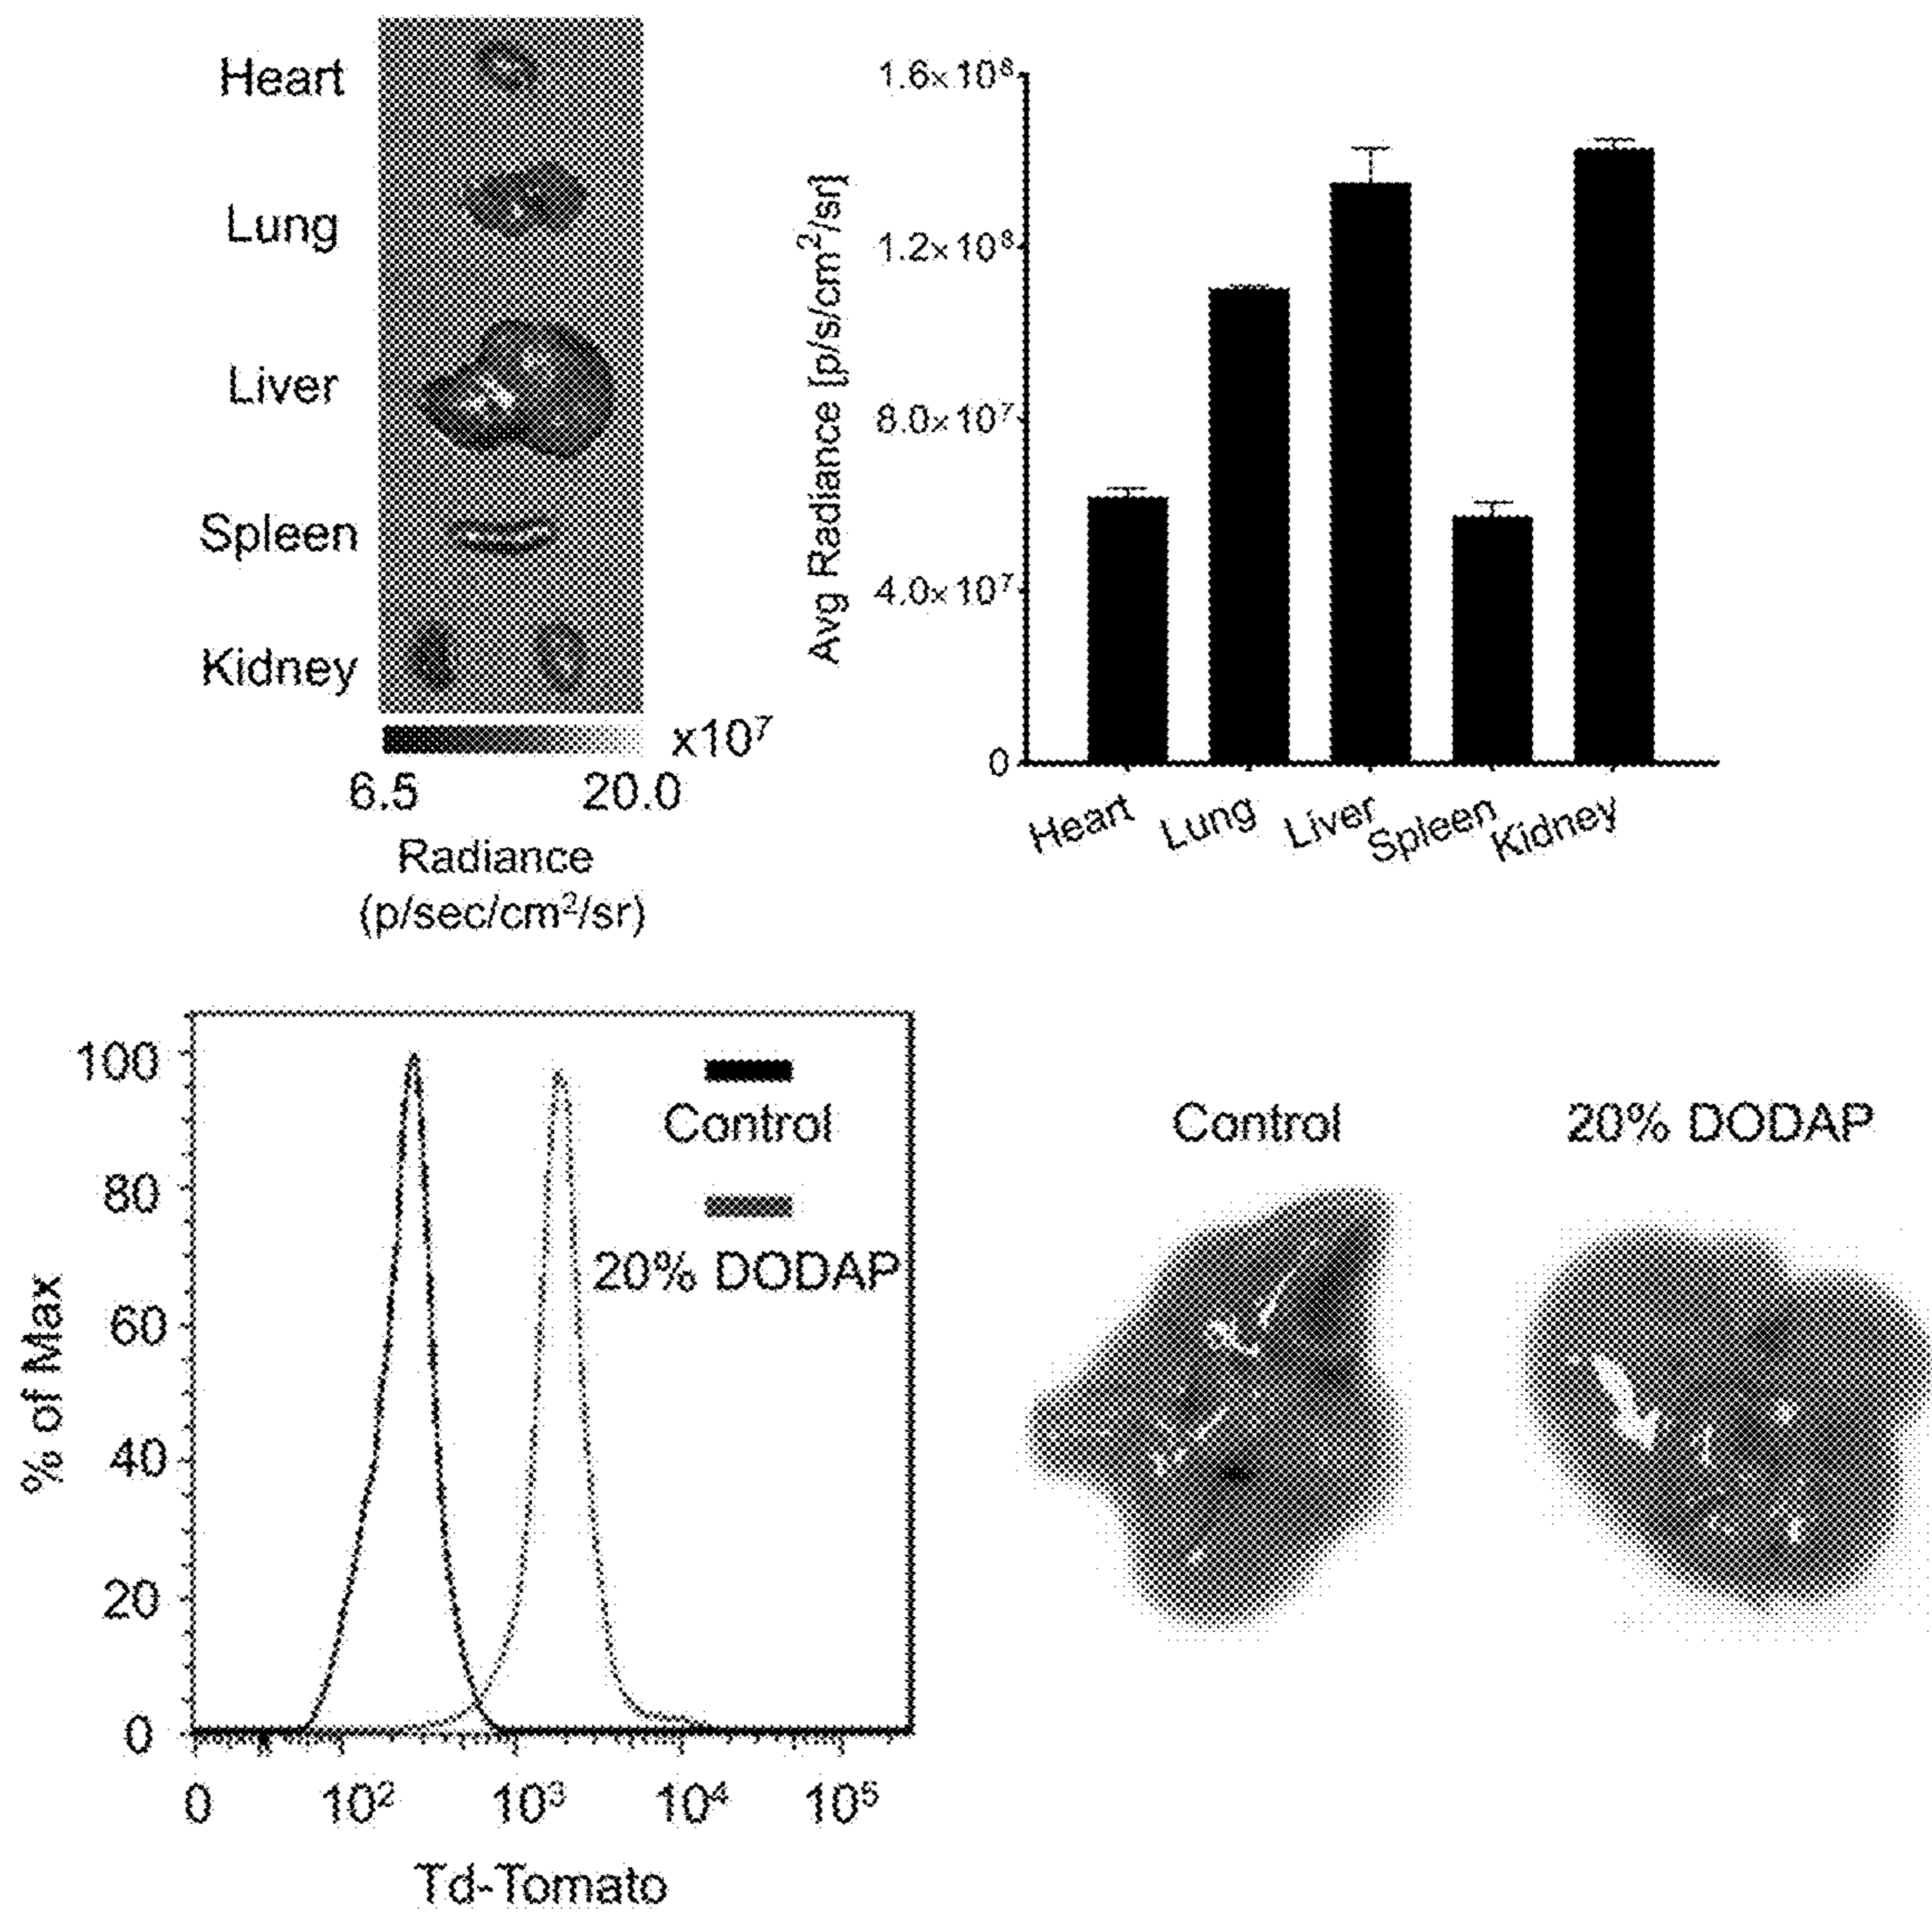 Heart
Lung
Liver
Spleen
Kidney
x10⁷
6.5
20.0
Radiance
(p/sec/cm²/sr)
Avg Radiance [p/s/cm²/sr]
1.6×10⁸
1.2×10⁸
8.0×10⁷
4.0×10⁷
0
Heart
Lung
Liver
Spleen
Kidney
% of Max
100
80
60
40
20
0
Control
20% DODAP
0
10²
10³
10⁴
10⁵
Td-Tomato
Control
20% DODAP